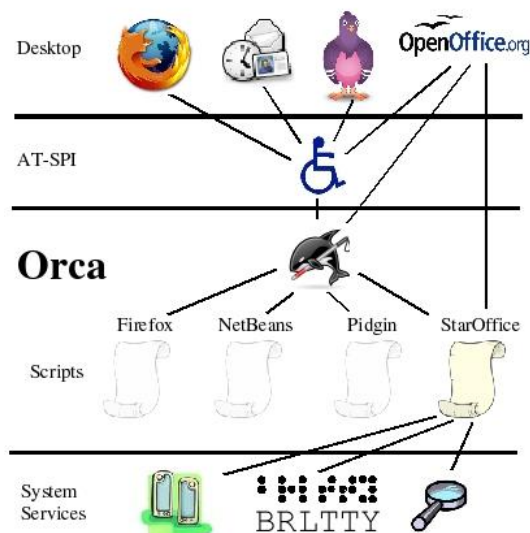 Desktop
OpenOffice.org
AT-SPI
Orca
Firefox NetBeans Pidgin StarOffice
Scripts
System
Services
BRLTTY